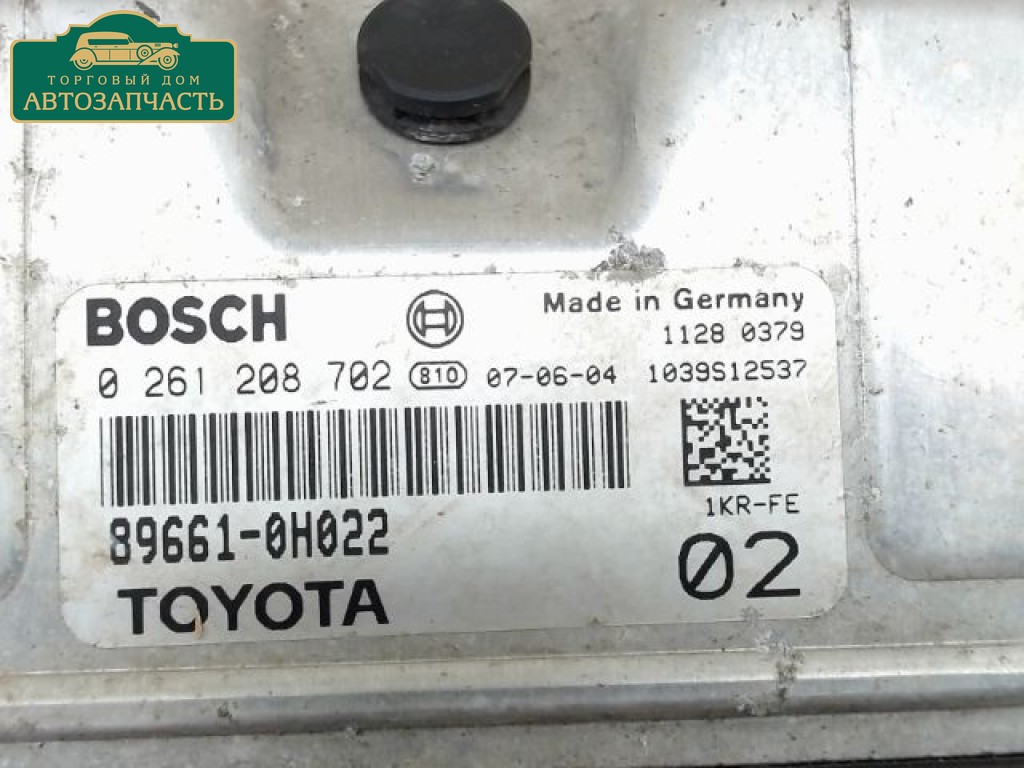 ТОРГОВЫЙ ДОМ
АВТОЗАПЧАСТЬ
BOSCH
Made in Germany
1128 0379
0 261 208 702 810 07-06-04 1039S12537
1KR-FE
89661-0H022
02
TOYOTA